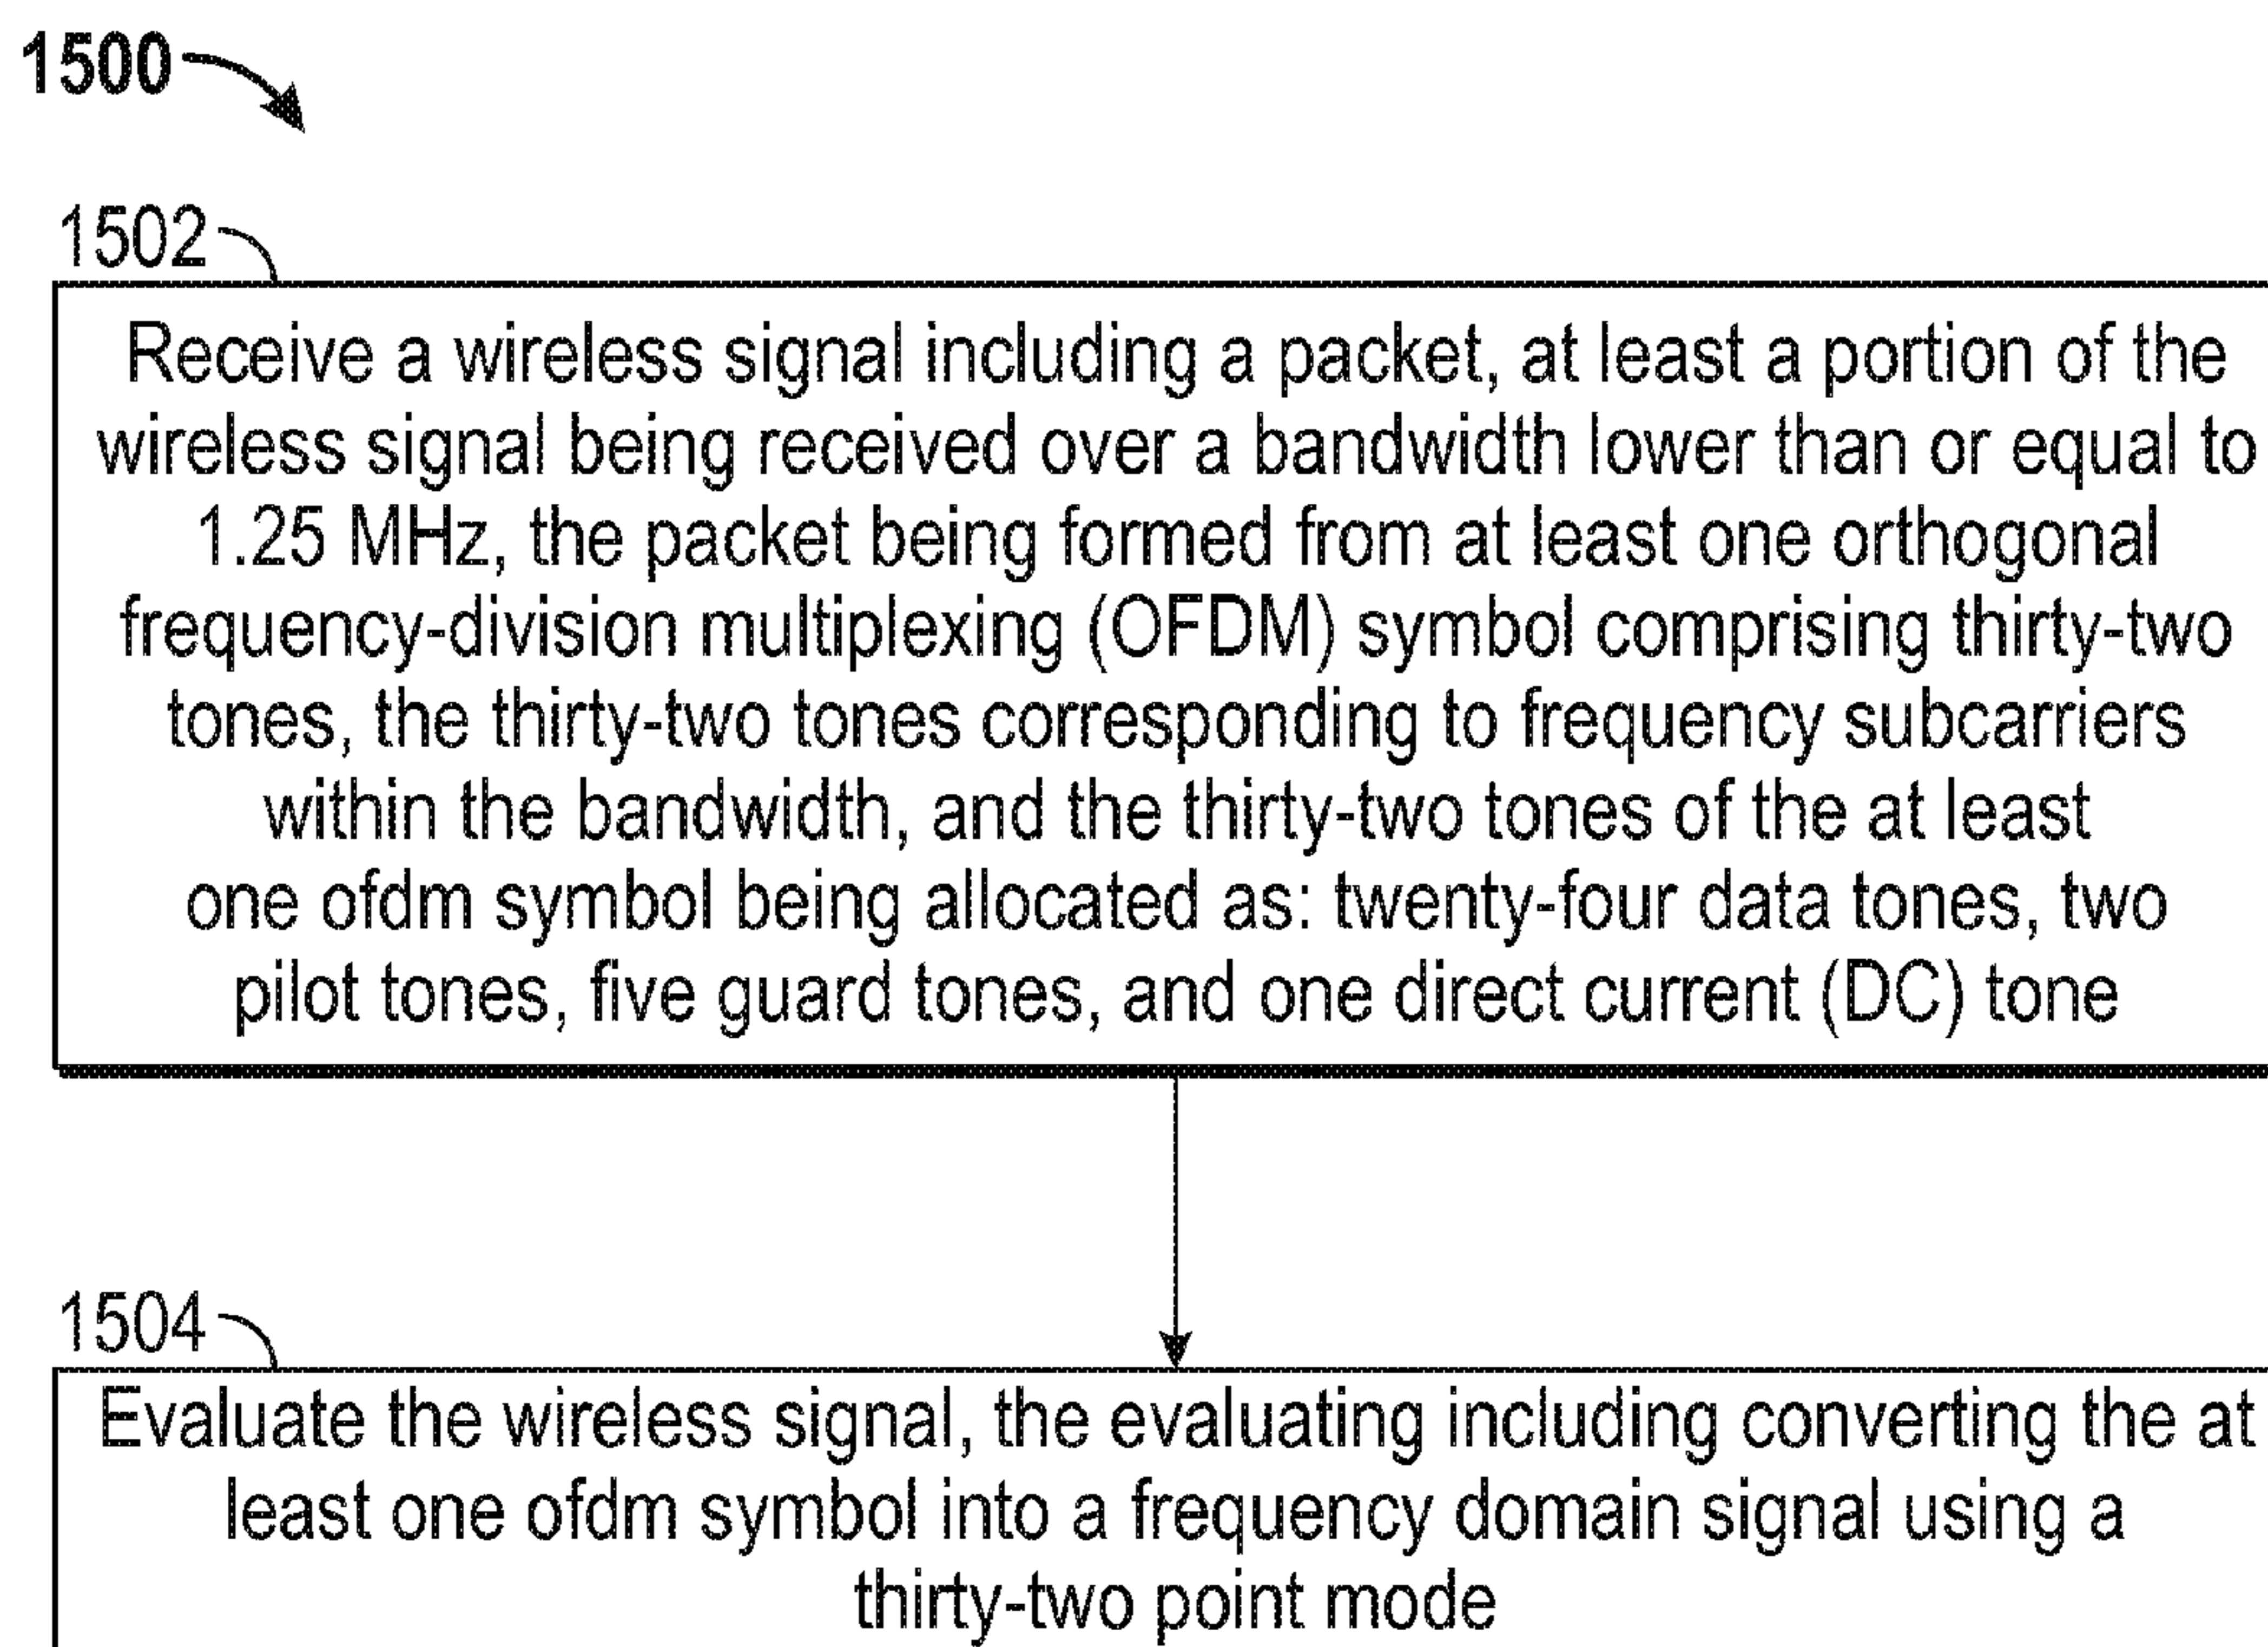 1500
1502
Receive a wireless signal including a packet, at least a portion of the
wireless signal being received over a bandwidth lower than or equal to
1.25 MHz, the packet being formed from at least one orthogonal
frequency-division multiplexing (OFDM) symbol comprising thirty-two
tones, the thirty-two tones corresponding to frequency subcarriers
within the bandwidth, and the thirty-two tones of the at least
one ofdm symbol being allocated as: twenty-four data tones, two
pilot tones, five guard tones, and one direct current (DC) tone
1504
Evaluate the wireless signal, the evaluating including converting the at
least one ofdm symbol into a frequency domain signal using a
thirty-two point mode